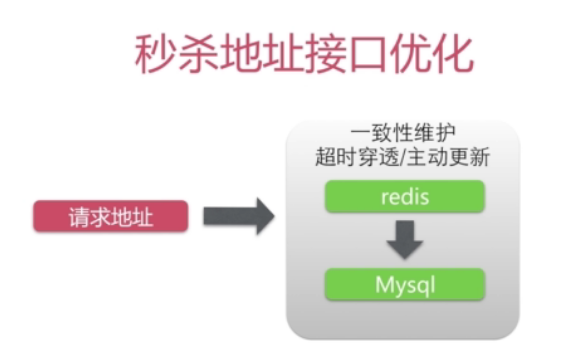 秒杀地址接口优化
一致性维护
超时穿透/主动更新
请求地址
redis
Mysql